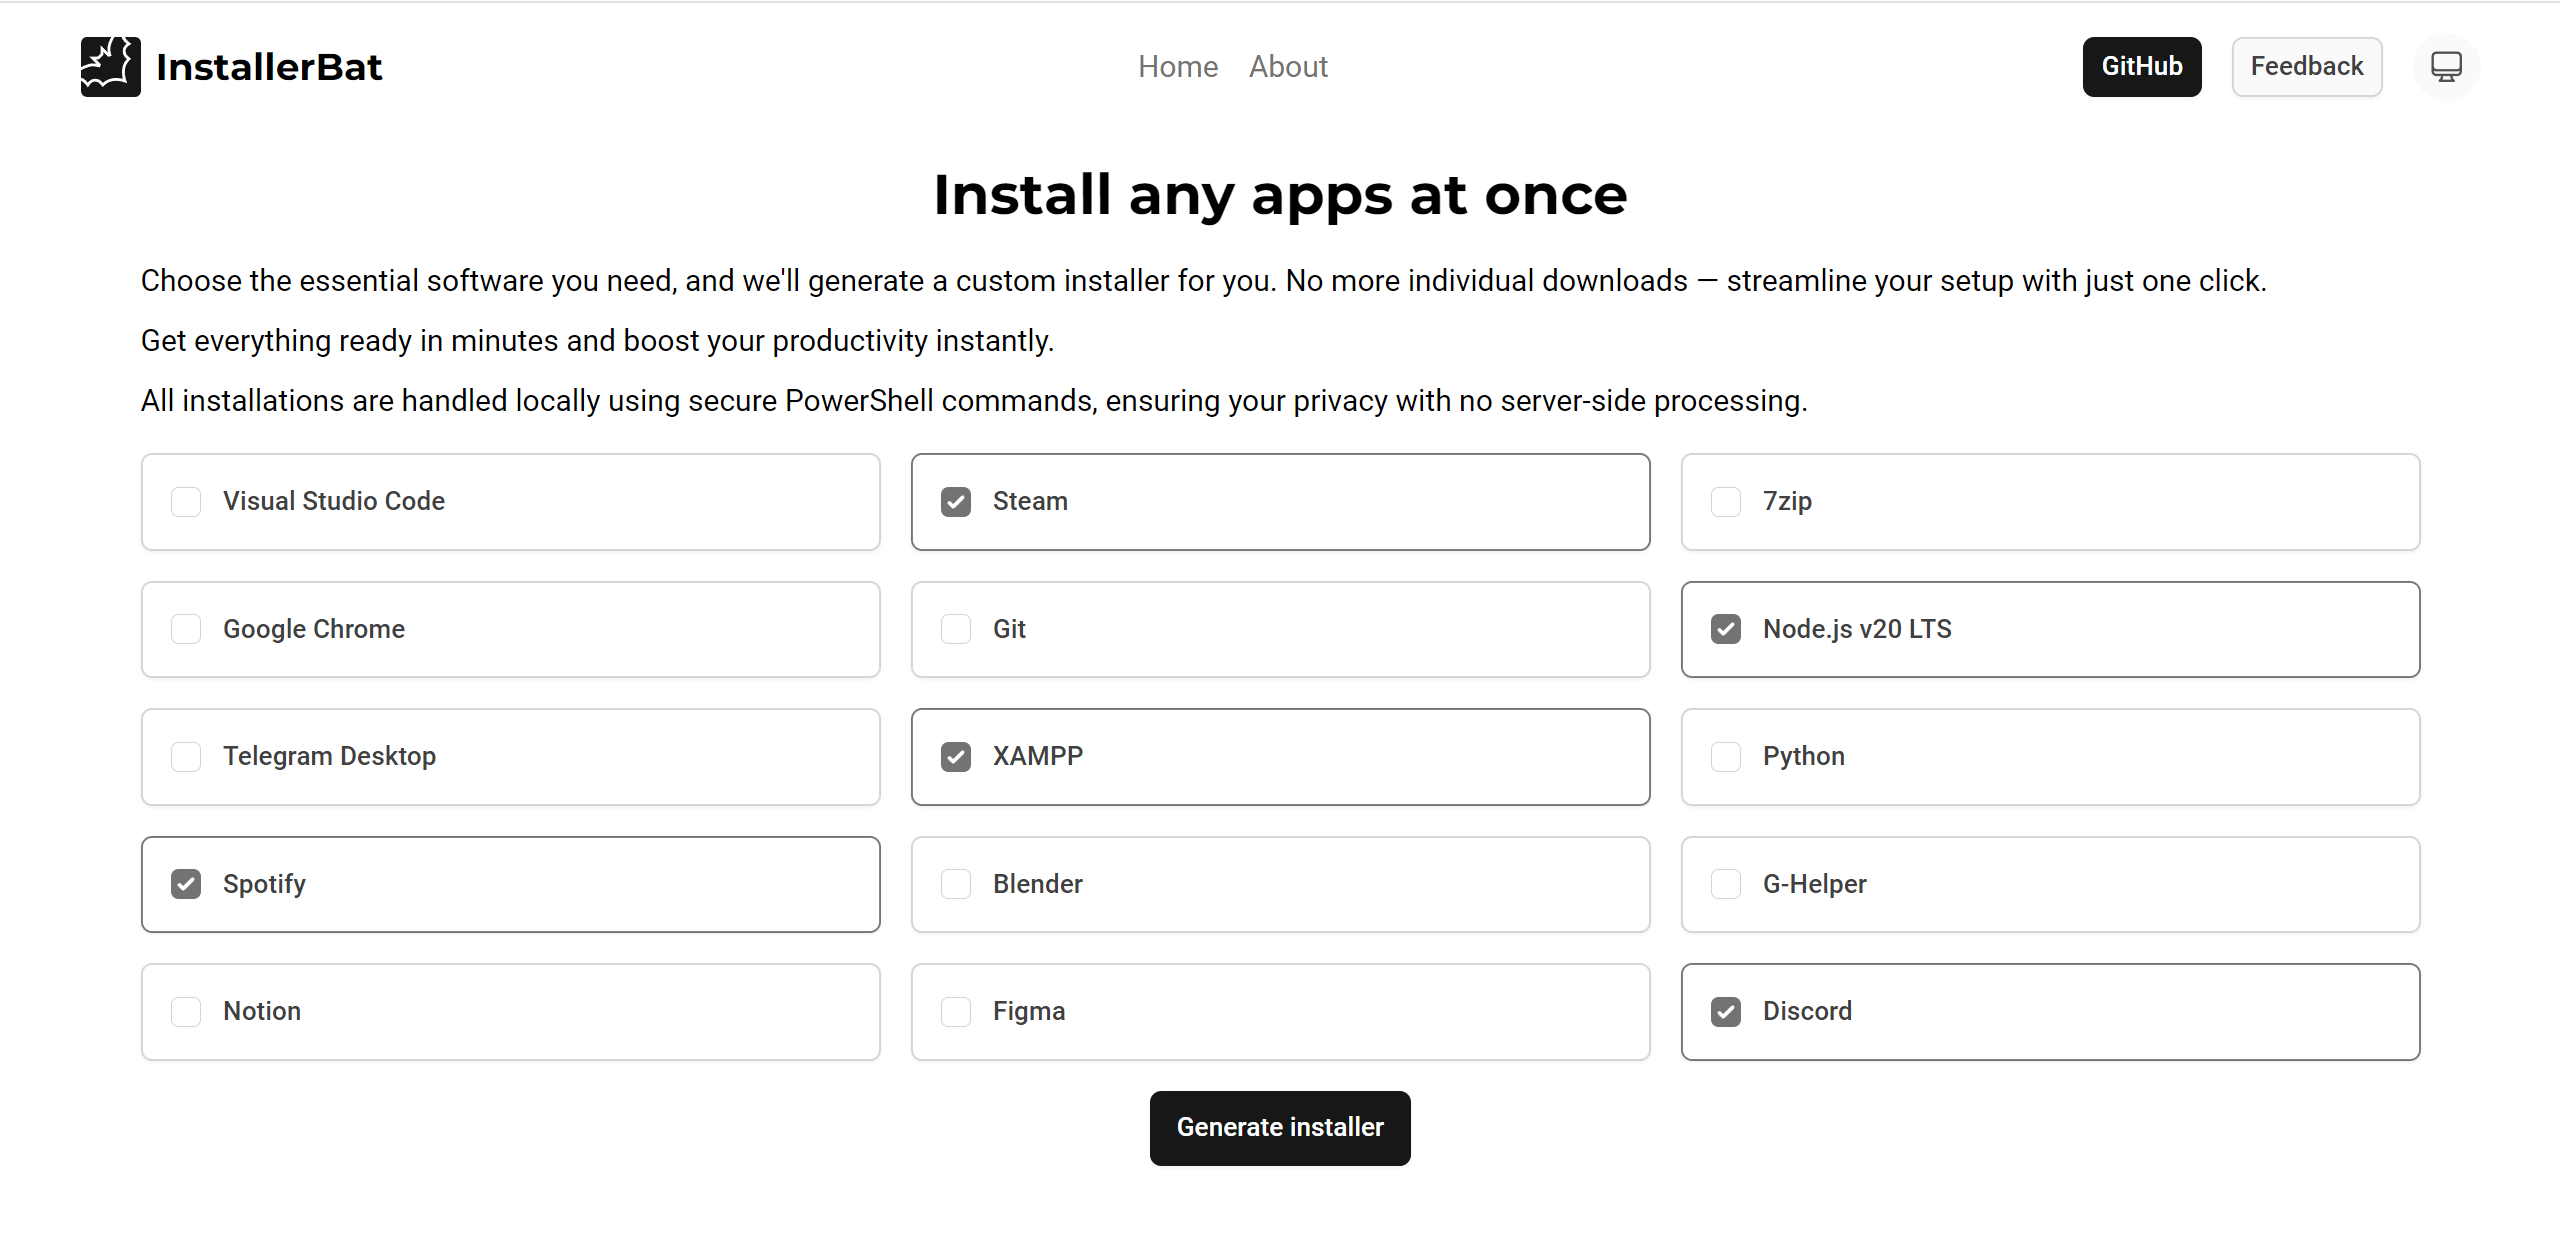 InstallerBat
Home
About
GitHub
Feedback
Install any apps at once
Choose the essential software you need, and we'll generate a custom installer for you. No more individual downloads — streamline your setup with just one click.
Get everything ready in minutes and boost your productivity instantly.
All installations are handled locally using secure PowerShell commands, ensuring your privacy with no server-side processing.
Visual Studio Code
Steam
7zip
Google Chrome
Git
Node.js v20 LTS
Telegram Desktop
XAMPP
Python
Spotify
Blender
G-Helper
Notion
Figma
Discord
Generate installer